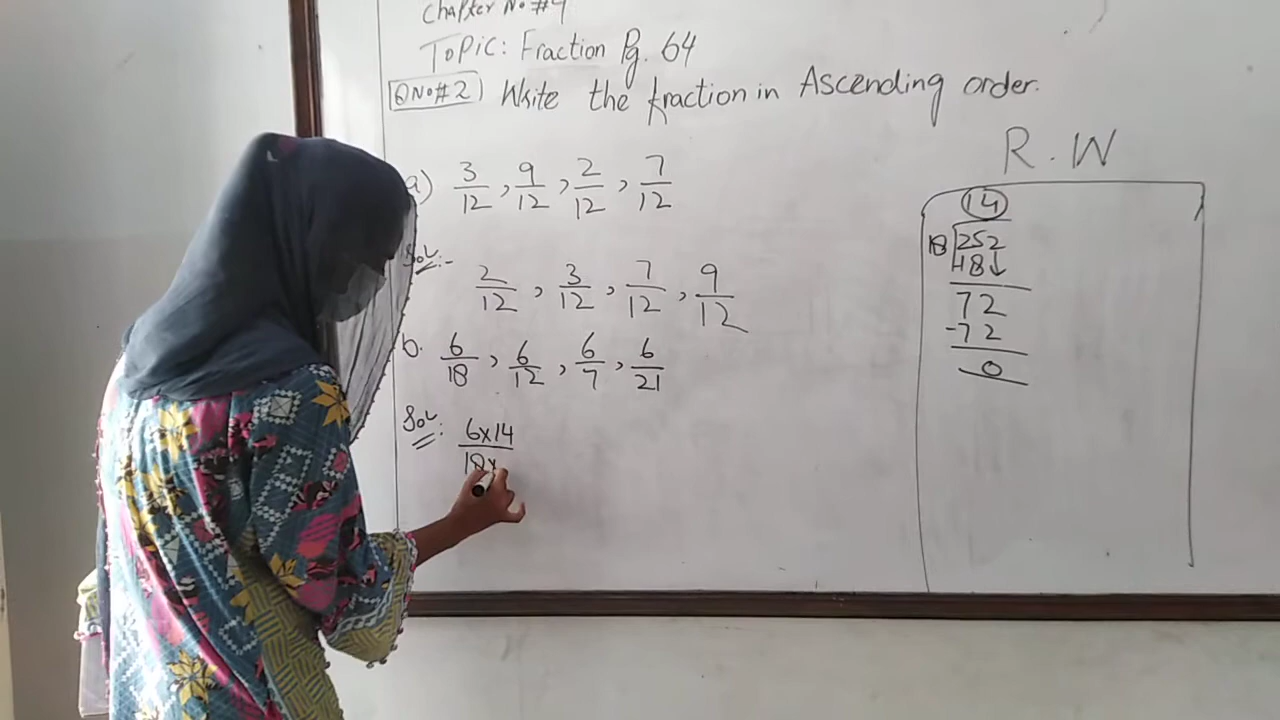 Chapter No #4
Topic: Fraction Pg. 64
Q No # 2) Write the fraction in Ascending order.
a) 3/12, 9/12, 2/12, 7/12
Sol:-
2/12, 3/12, 7/12, 9/12
b. 6/18, 6/12, 6/7, 6/21
Sol: 6x14/18x
R.W
14
18 252
-18↓
72
-72
0